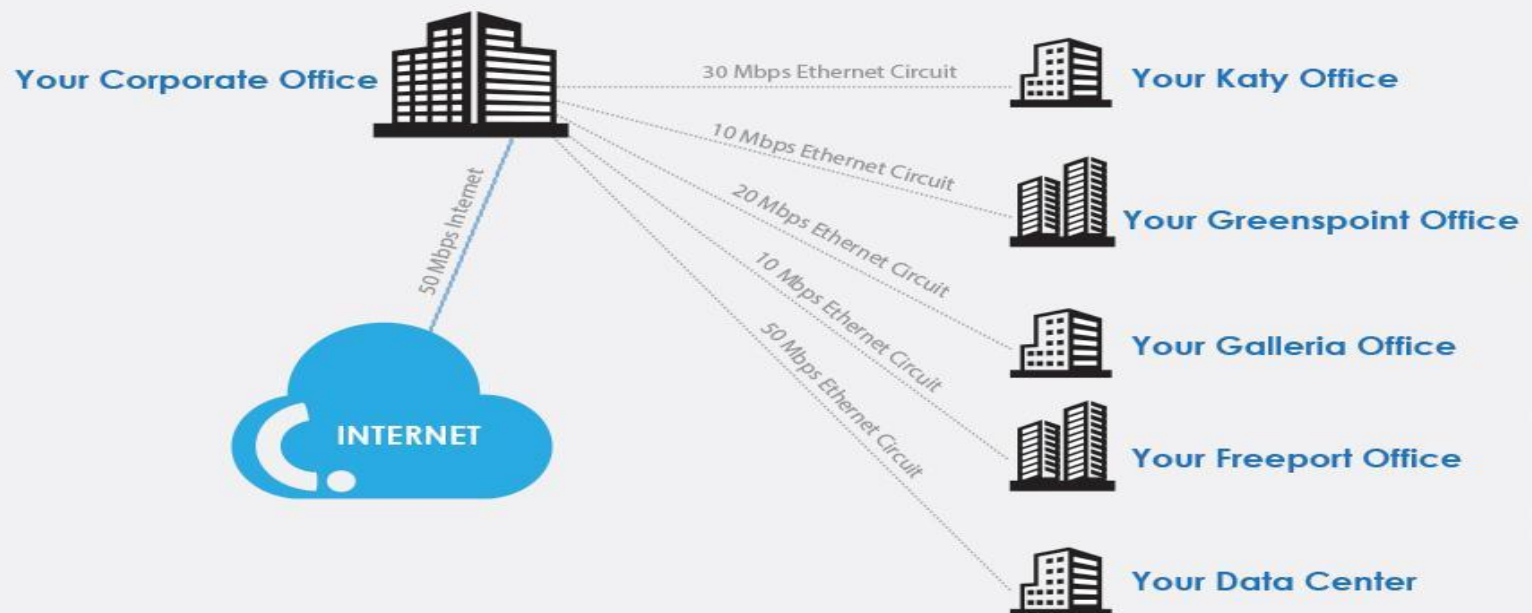 Your Corporate Office
30 Mbps Ethernet Circuit
Your Katy Office
10 Mbps Ethernet Circuit
Your Greenspoint Office
20 Mbps Ethernet Circuit
Your Galleria Office
10 Mbps Ethernet Circuit
Your Freeport Office
50 Mbps Ethernet Circuit
Your Data Center
50 Mbps Internet
INTERNET